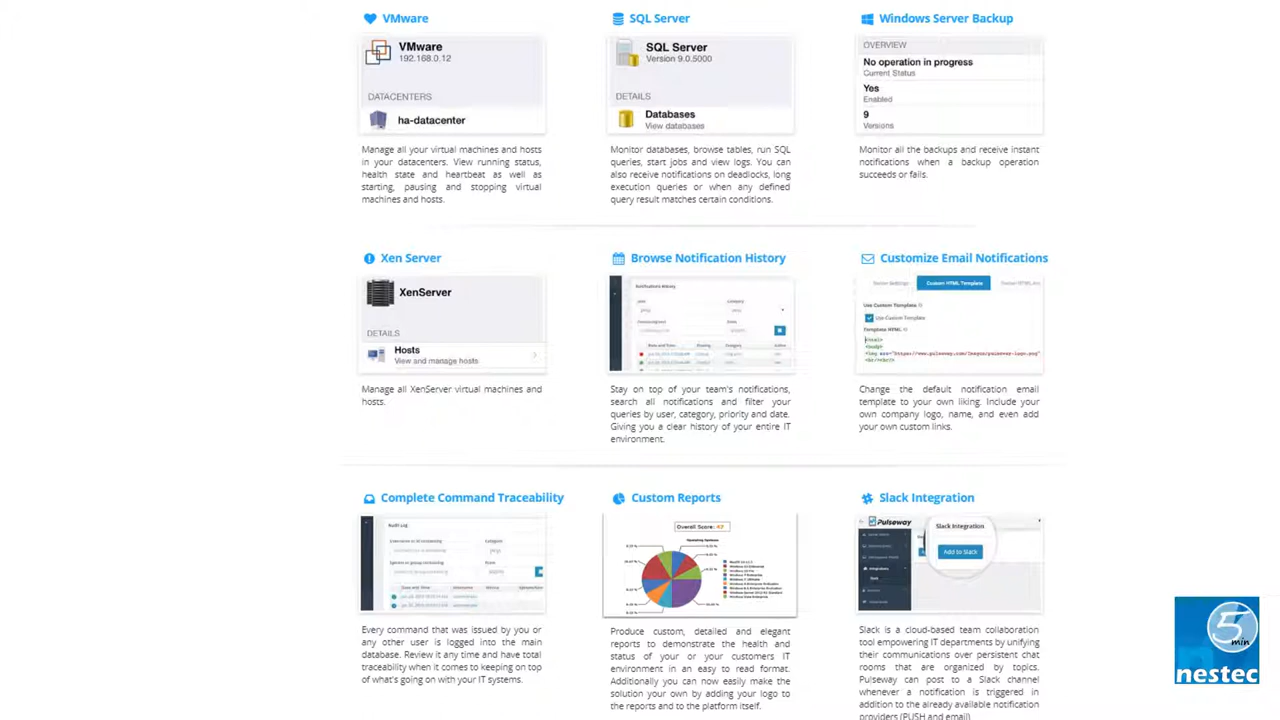 VMware
VMware
192.168.0.12
DATACENTERS
ha-datacenter
Manage all your virtual machines and hosts
in your datacenters. View running status,
health state and heartbeat as well as
starting, pausing and stopping virtual
machines and hosts.
SQL Server
SQL Server
Version 9.0.5000
DETAILS
Databases
View databases
Monitor databases, browse tables, run SQL
queries, start jobs and view logs. You can
also receive notifications on deadlocks, long
execution queries or when any defined
query result matches certain conditions.
Windows Server Backup
OVERVIEW
No operation in progress
Current Status
Yes
Enabled
9
Versions
Monitor all the backups and receive instant
notifications when a backup operation
succeeds or fails.
Xen Server
XenServer
DETAILS
Hosts
View and manage hosts
Manage all XenServer virtual machines and
hosts.
Browse Notification History
Notifications History
Stay on top of your team's notifications,
search all notifications and filter your
queries by user, category, priority and date.
Giving you a clear history of your entire IT
environment.
Customize Email Notifications
Custom HTML Template
Use Custom Template
Use Custom Template
Template HTML
<html>
<body>
Change the default notification email
template to your own liking. Include your
own company logo, name, and even add
your own custom links.
Complete Command Traceability
Audit Log
Every command that was issued by you or
any other user is logged into the main
database. Review it any time and have total
traceability when it comes to keeping on top
of what's going on with your IT systems.
Custom Reports
Overall Score: 47
Produce custom, detailed and elegant
reports to demonstrate the health and
status of your or your customers IT
environment in an easy to read format.
Additionally you can now easily make the
solution your own by adding your logo to
the reports and to the platform itself.
Slack Integration
Pulseway
Slack Integration
Add to Slack
Slack is a cloud-based team collaboration
tool empowering IT departments by unifying
their communications over persistent chat
rooms that are organized by topics.
Pulseway can post to a Slack channel
whenever a notification is triggered in
addition to the already available notification
providers (PUSH and email)
5
min
nestec